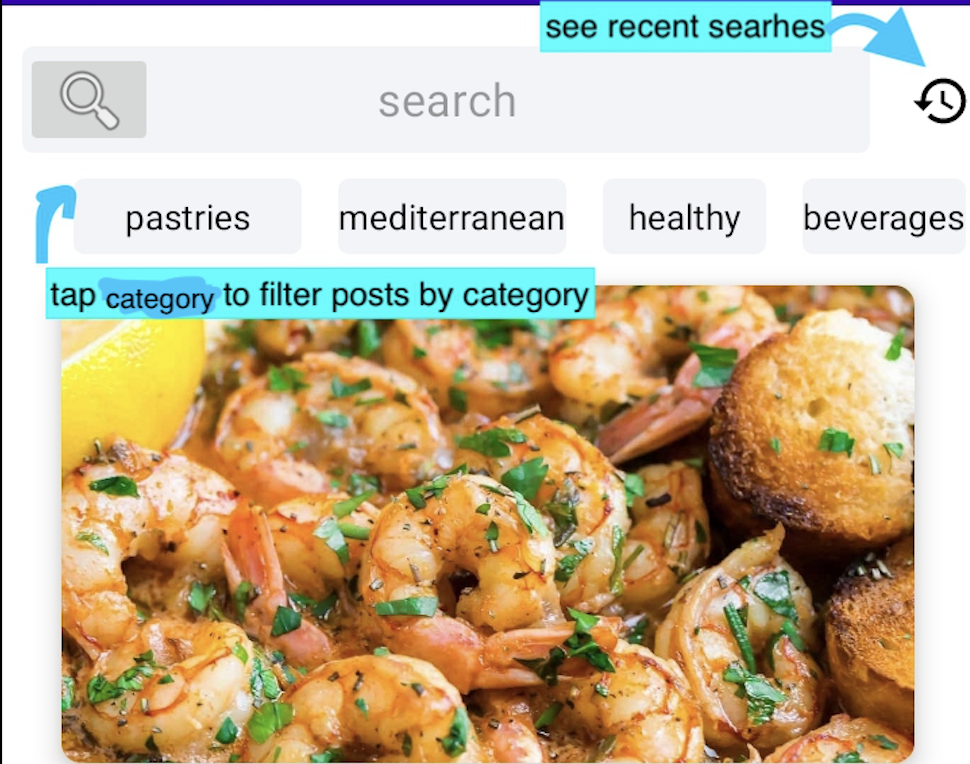 see recent searhes
search
pastries mediterranean healthy beverages
tap category to filter posts by category